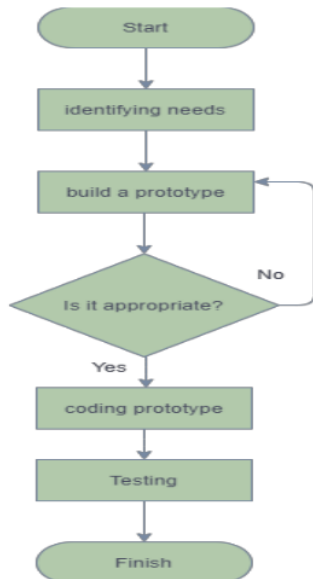 Start
identifying needs
build a prototype
No
Is it appropriate?
Yes
coding prototype
Testing
Finish